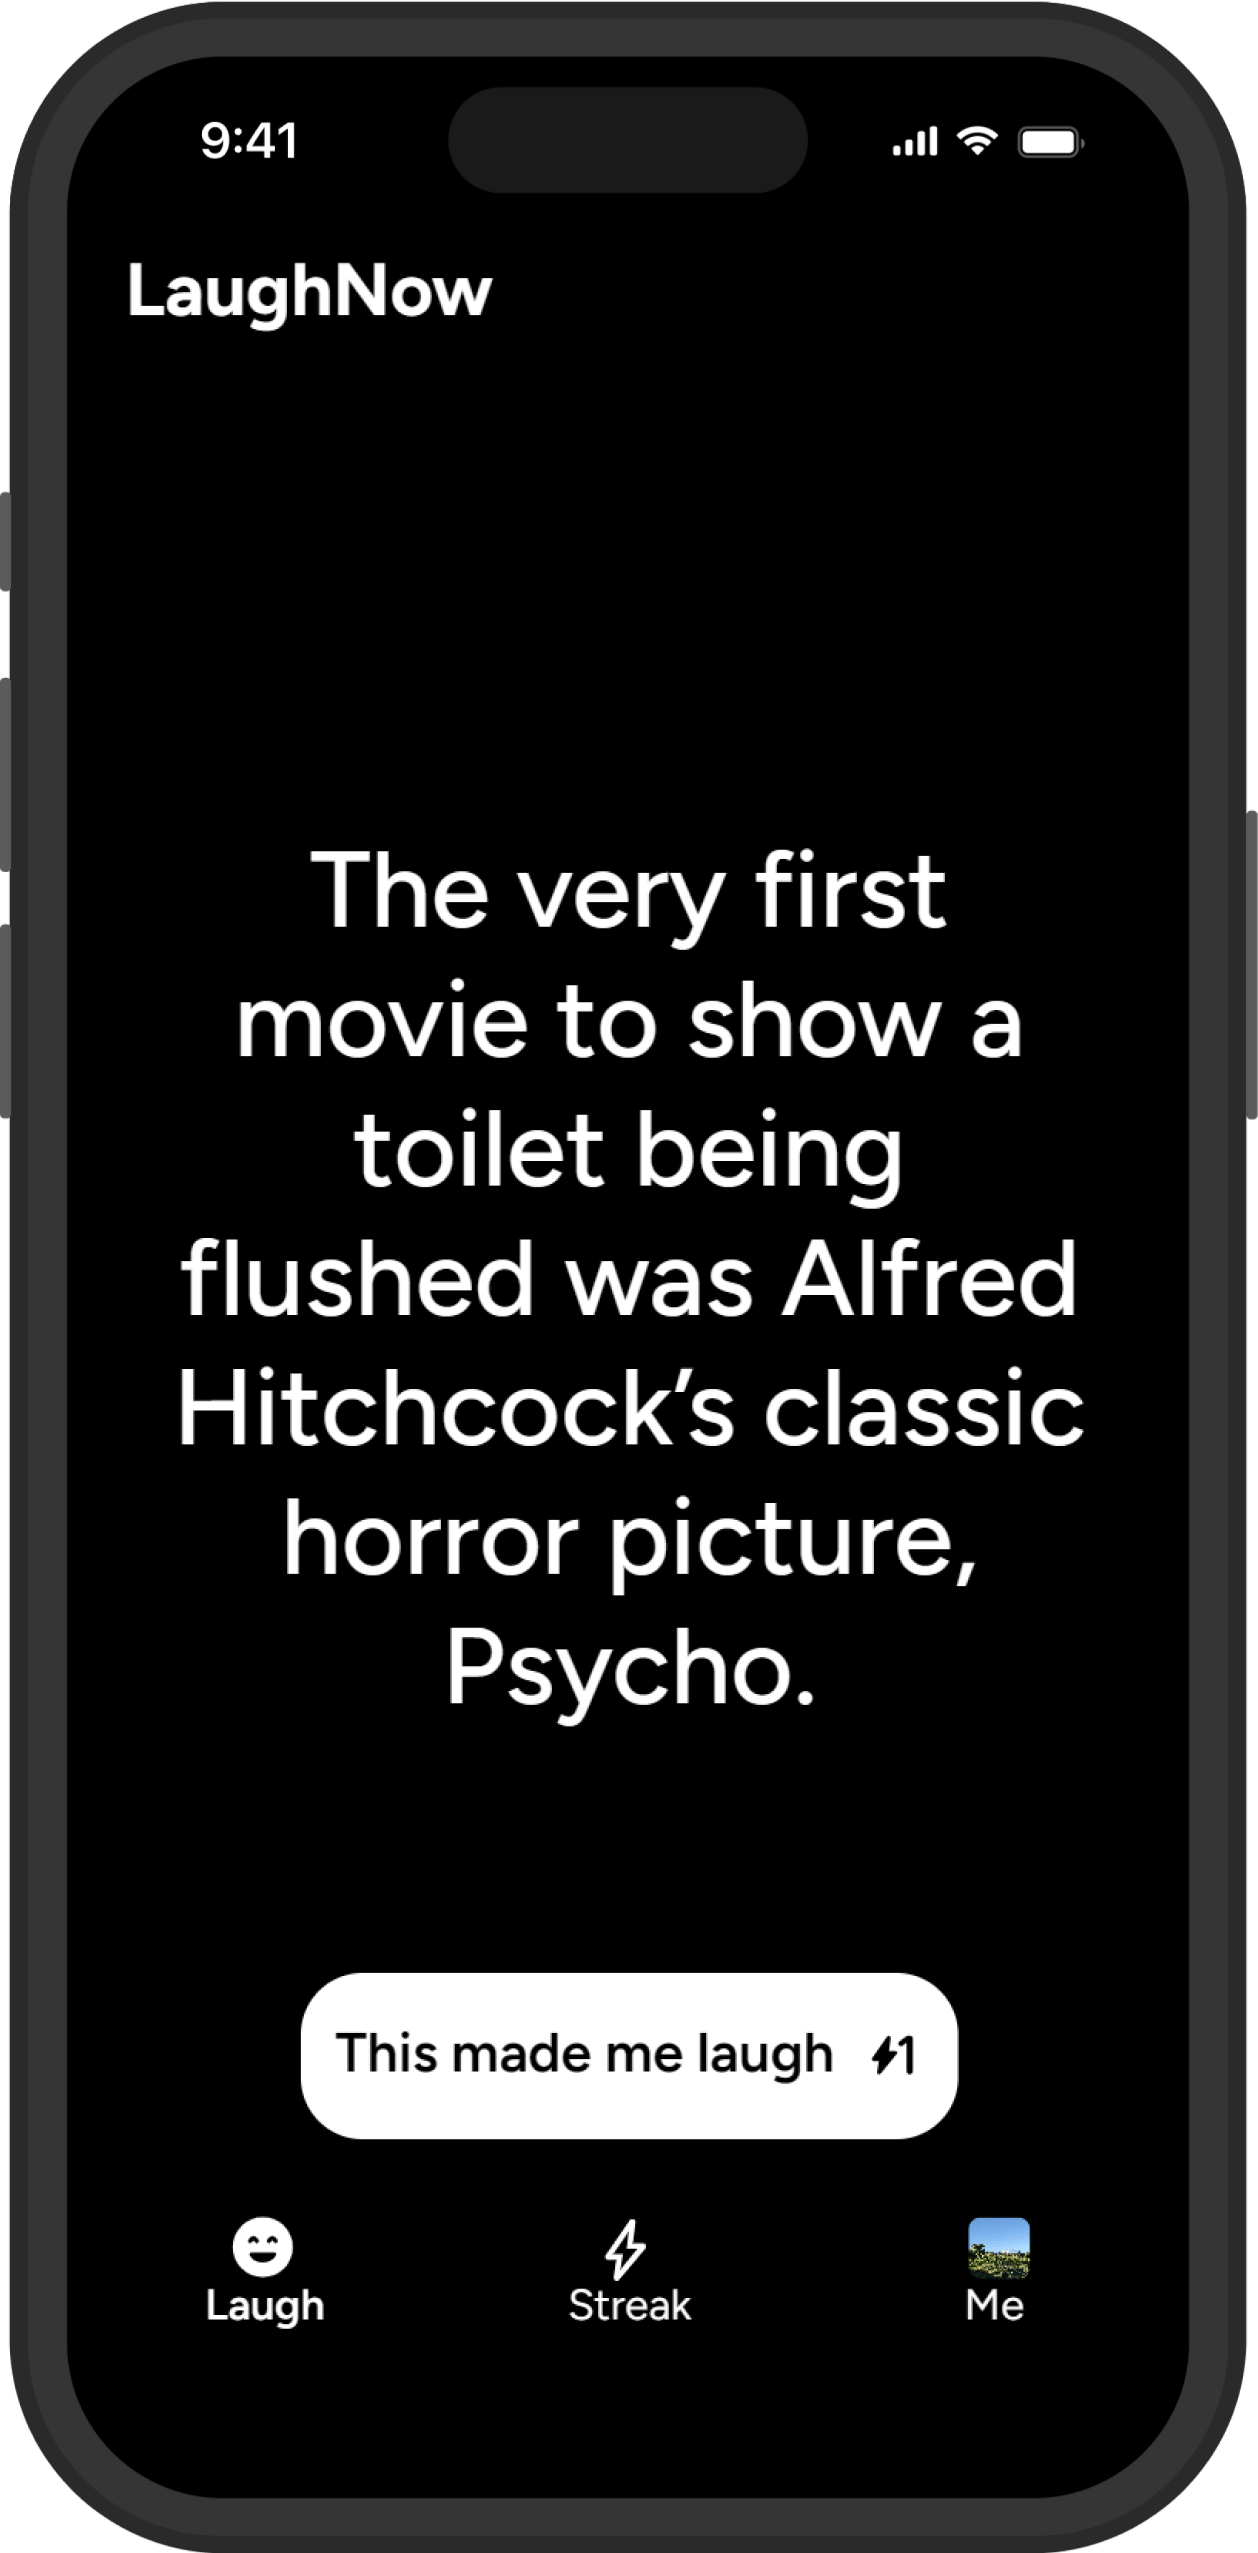 9:41
LaughNow
The very first
movie to show a
toilet being
flushed was Alfred
Hitchcock’s classic
horror picture,
Psycho.
This made me laugh 1
Laugh Streak Me